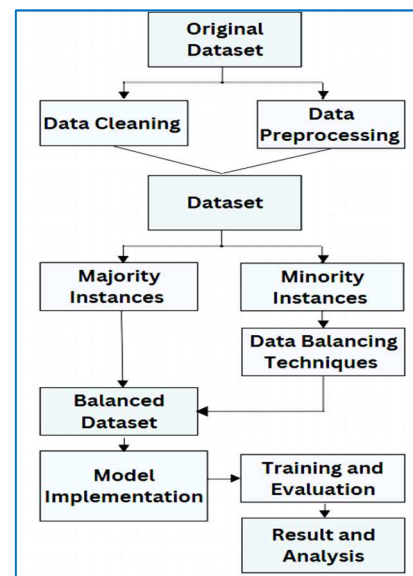 Original
Dataset
Data Cleaning
Data
Preprocessing
Dataset
Majority
Instances
Minority
Instances
Data Balancing
Techniques
Balanced
Dataset
Model
Implementation
Training and
Evaluation
Result and
Analysis